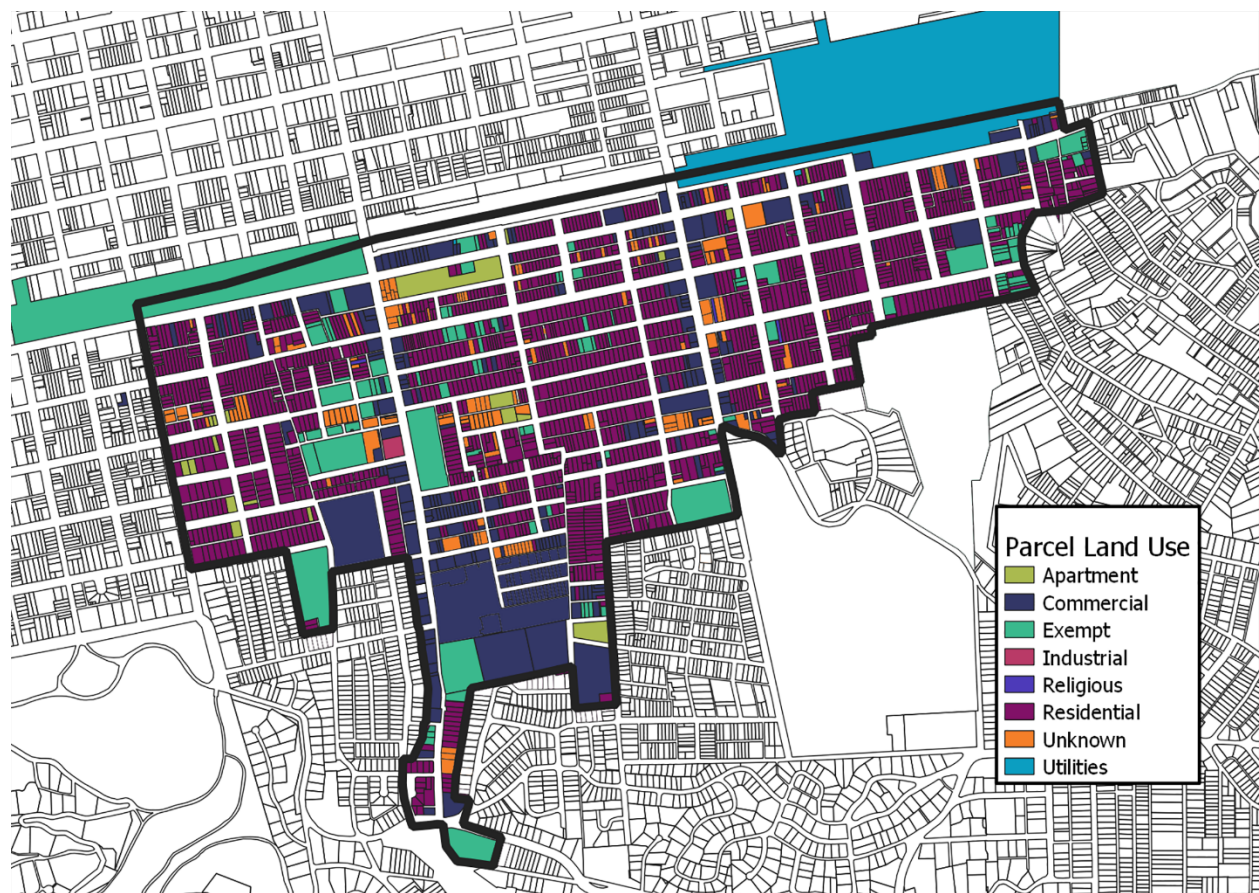 Parcel Land Use
Apartment
Commercial
Exempt
Industrial
Religious
Residential
Unknown
Utilities